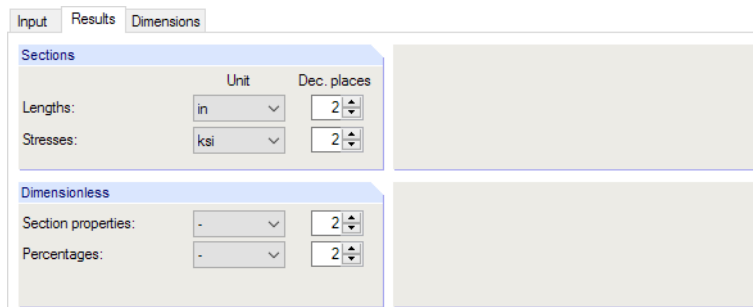 Input Results Dimensions
Sections
Unit Dec. places
Lengths: in 2
Stresses: ksi 2
Dimensionless
Section properties: - 2
Percentages: - 2